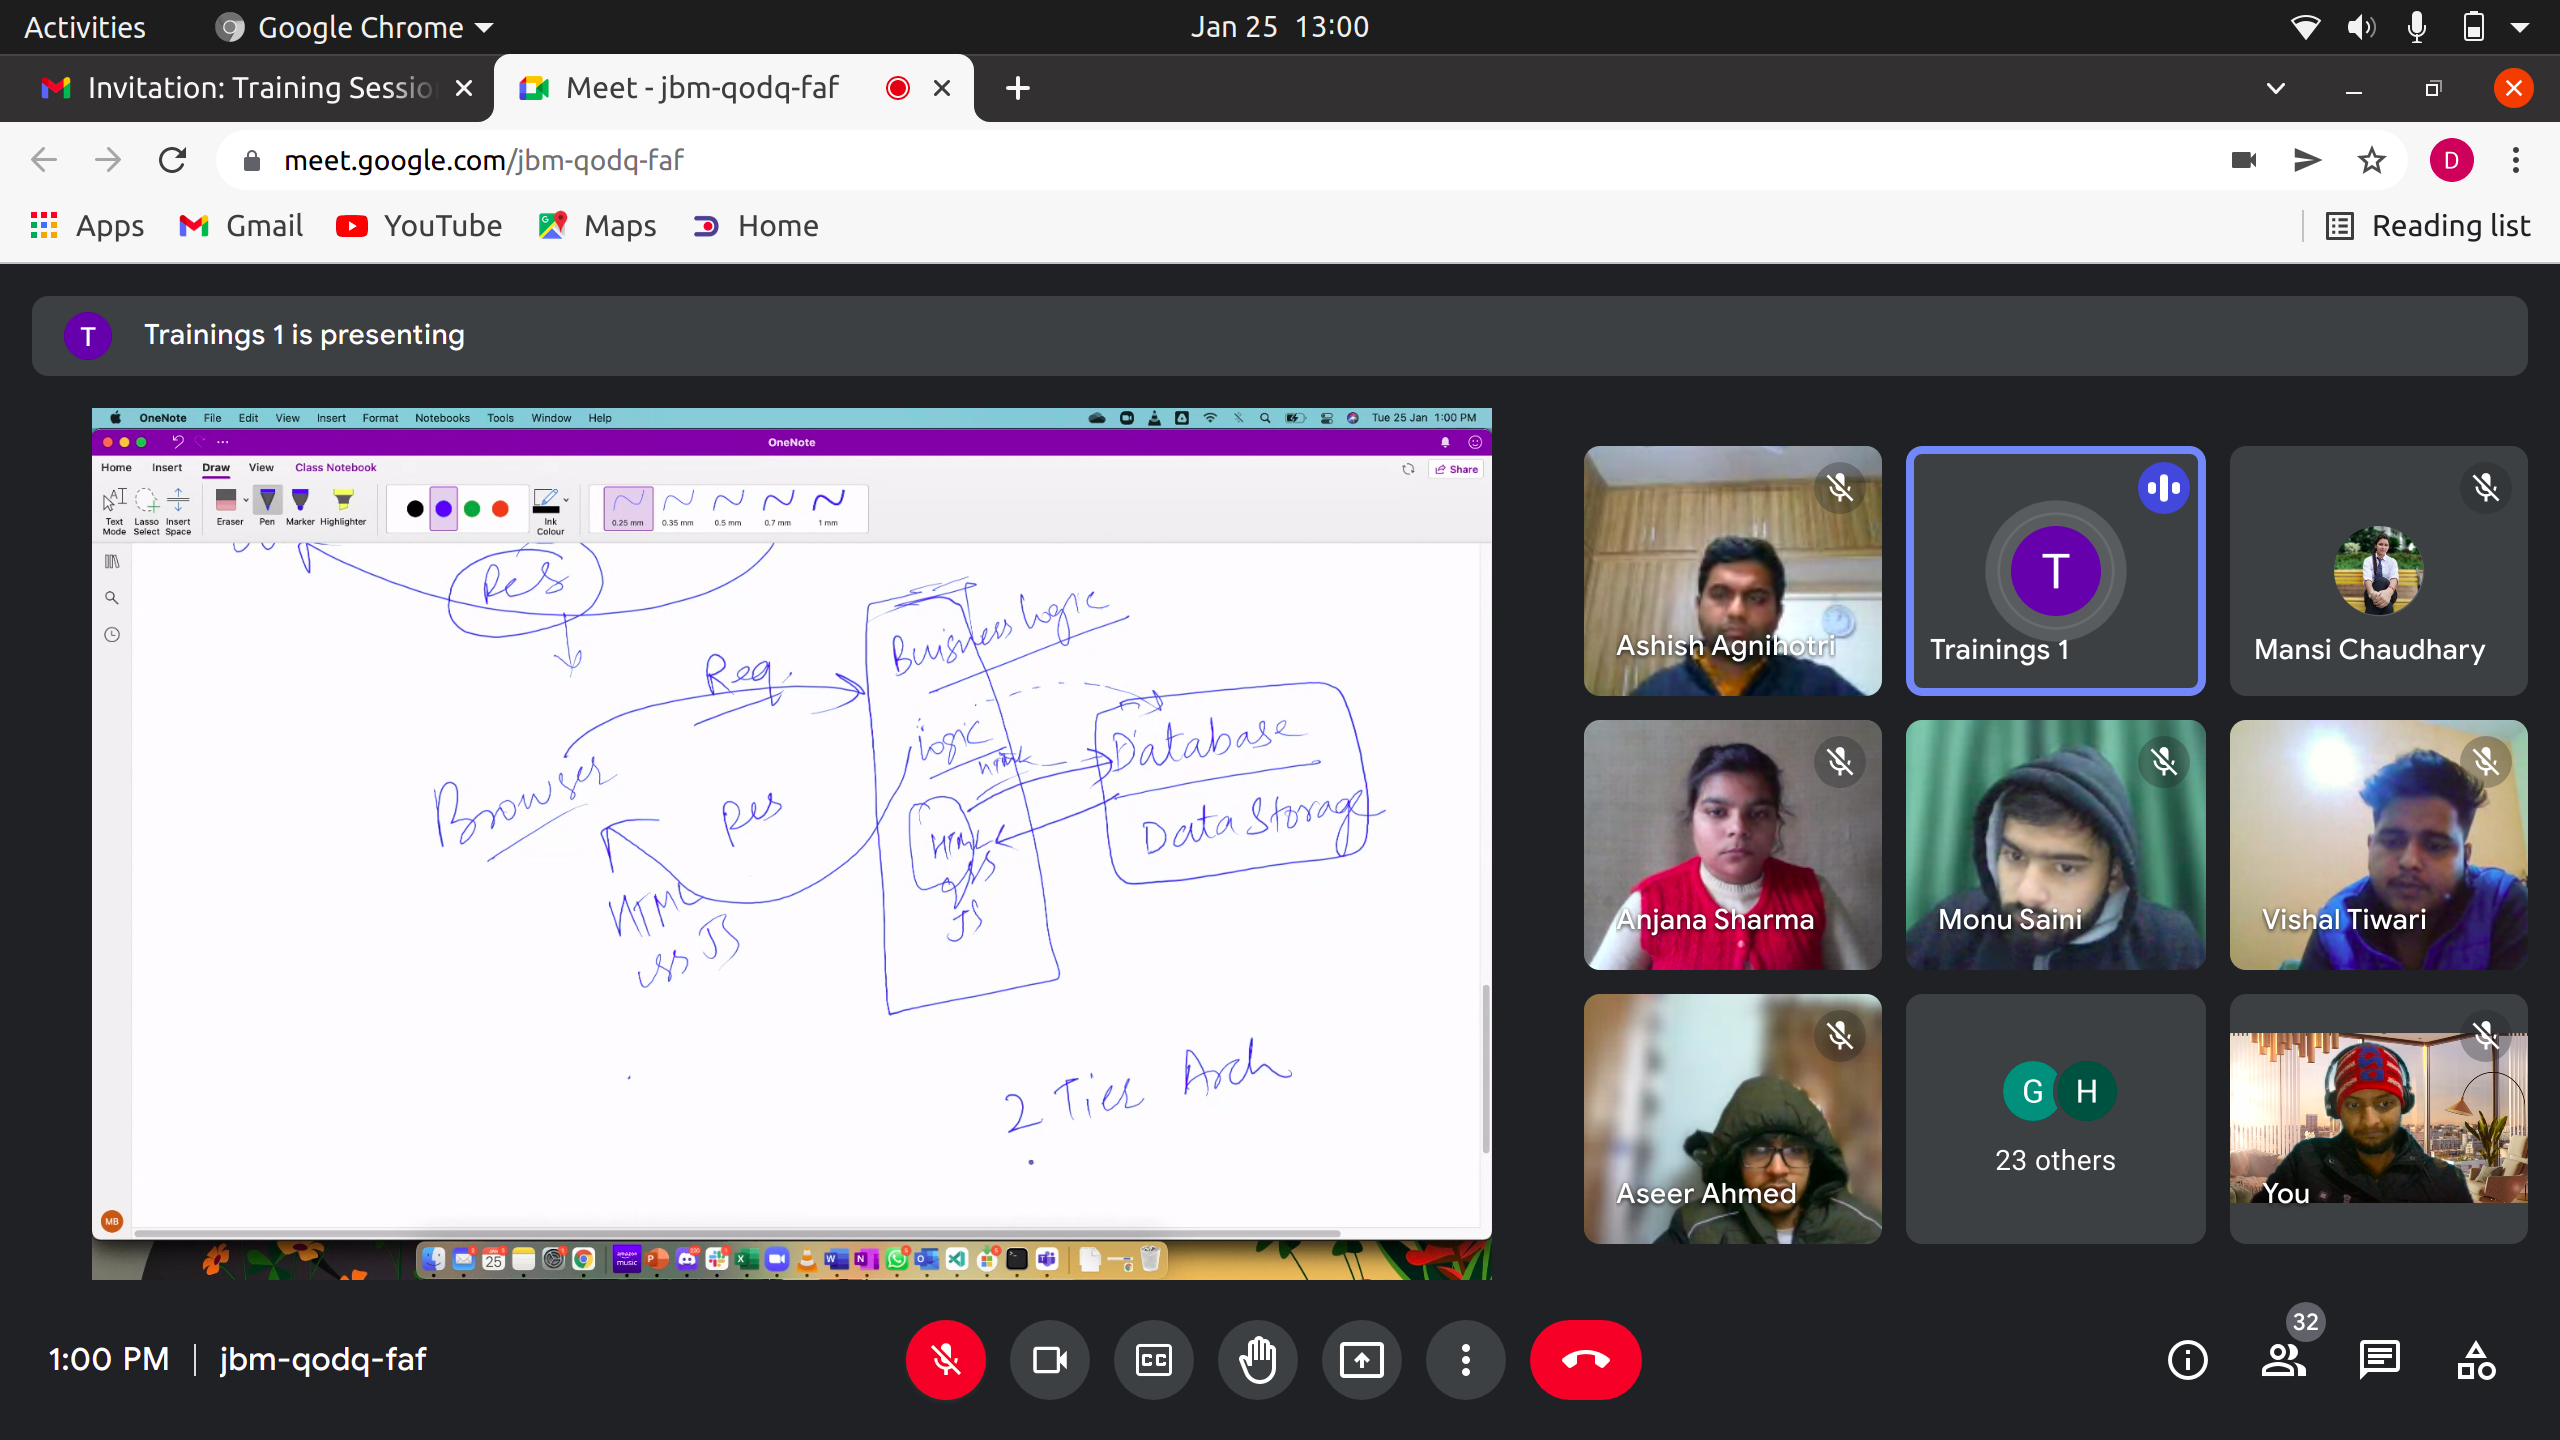 Activities Google Chrome Jan 25 13:00
Invitation: Training Sessio Meet - jbm-qodq-faf
meet.google.com/jbm-qodq-faf D
Apps Gmail YouTube Maps Home Reading list
T Trainings 1 is presenting
OneNote File Edit View Insert Format Notebooks Tools Window Help Tue 25 Jan 1:00 PM
OneNote
Home Insert Draw View Class Notebook Share
Text Mode Lasso Select Insert Space Eraser Pen Marker Highlighter Ink Colour 0.25 mm 0.35 mm 0.5 mm 0.7 mm 1 mm
Res
Buisness logic
Req.
logic
HTML
Database
Browser
Res
Data Storage
HTML
css
JS
HTML
css JS
2 Tier Arch
MB
25
amazon music
Ashish Agnihotri
T
Trainings 1
Mansi Chaudhary
Anjana Sharma
Monu Saini
Vishal Tiwari
Aseer Ahmed
G H
23 others
You
1:00 PM | jbm-qodq-faf
CC
32